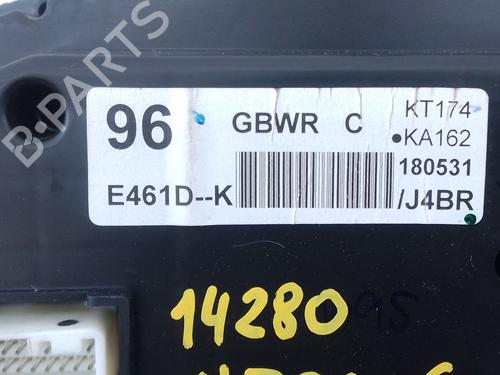 B-PARTS
96 GBWR C KT174
•KA162
180531
E461D--K /J4BR
14280